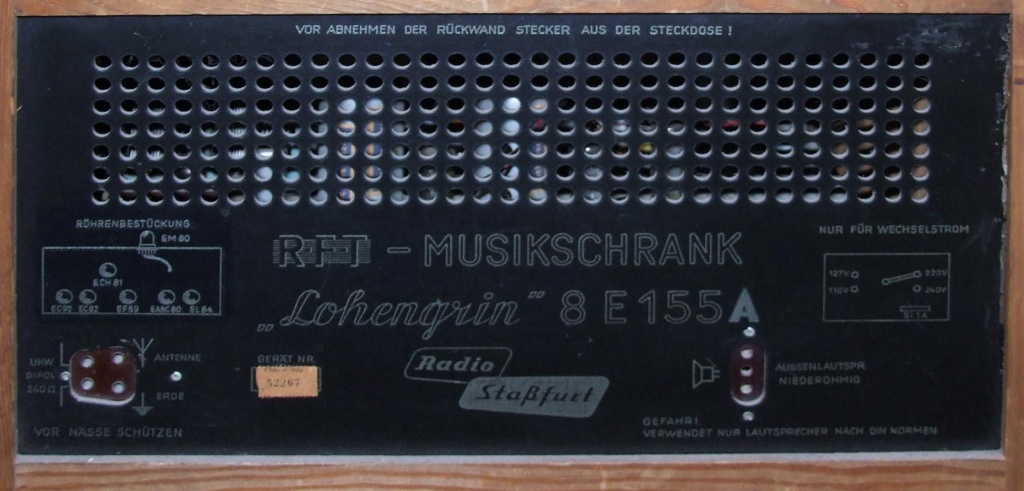 VOR ABNEHMEN DER RÜCKWAND STECKER AUS DER STECKDOSE !
RÖHRENBESTÜCKUNG
EM 80
ECH 81
EC92 EC92 EF89 EABC80 EL84
RFT - MUSIKSCHRANK
„Lohengrin" 8 E 155 A
NUR FÜR WECHSELSTROM
127V 220V
110V 240V
UKW
DIPOL
240Ω
ANTENNE
ERDE
VOR NÄSSE SCHÜTZEN
GERÄT NR.
52267
Radio
Staßfurt
AUSSENLAUTSPR.
NIEDEROHMIG
GEFAHR!
VERWENDET NUR LAUTSPRECHER NACH DIN NORMEN